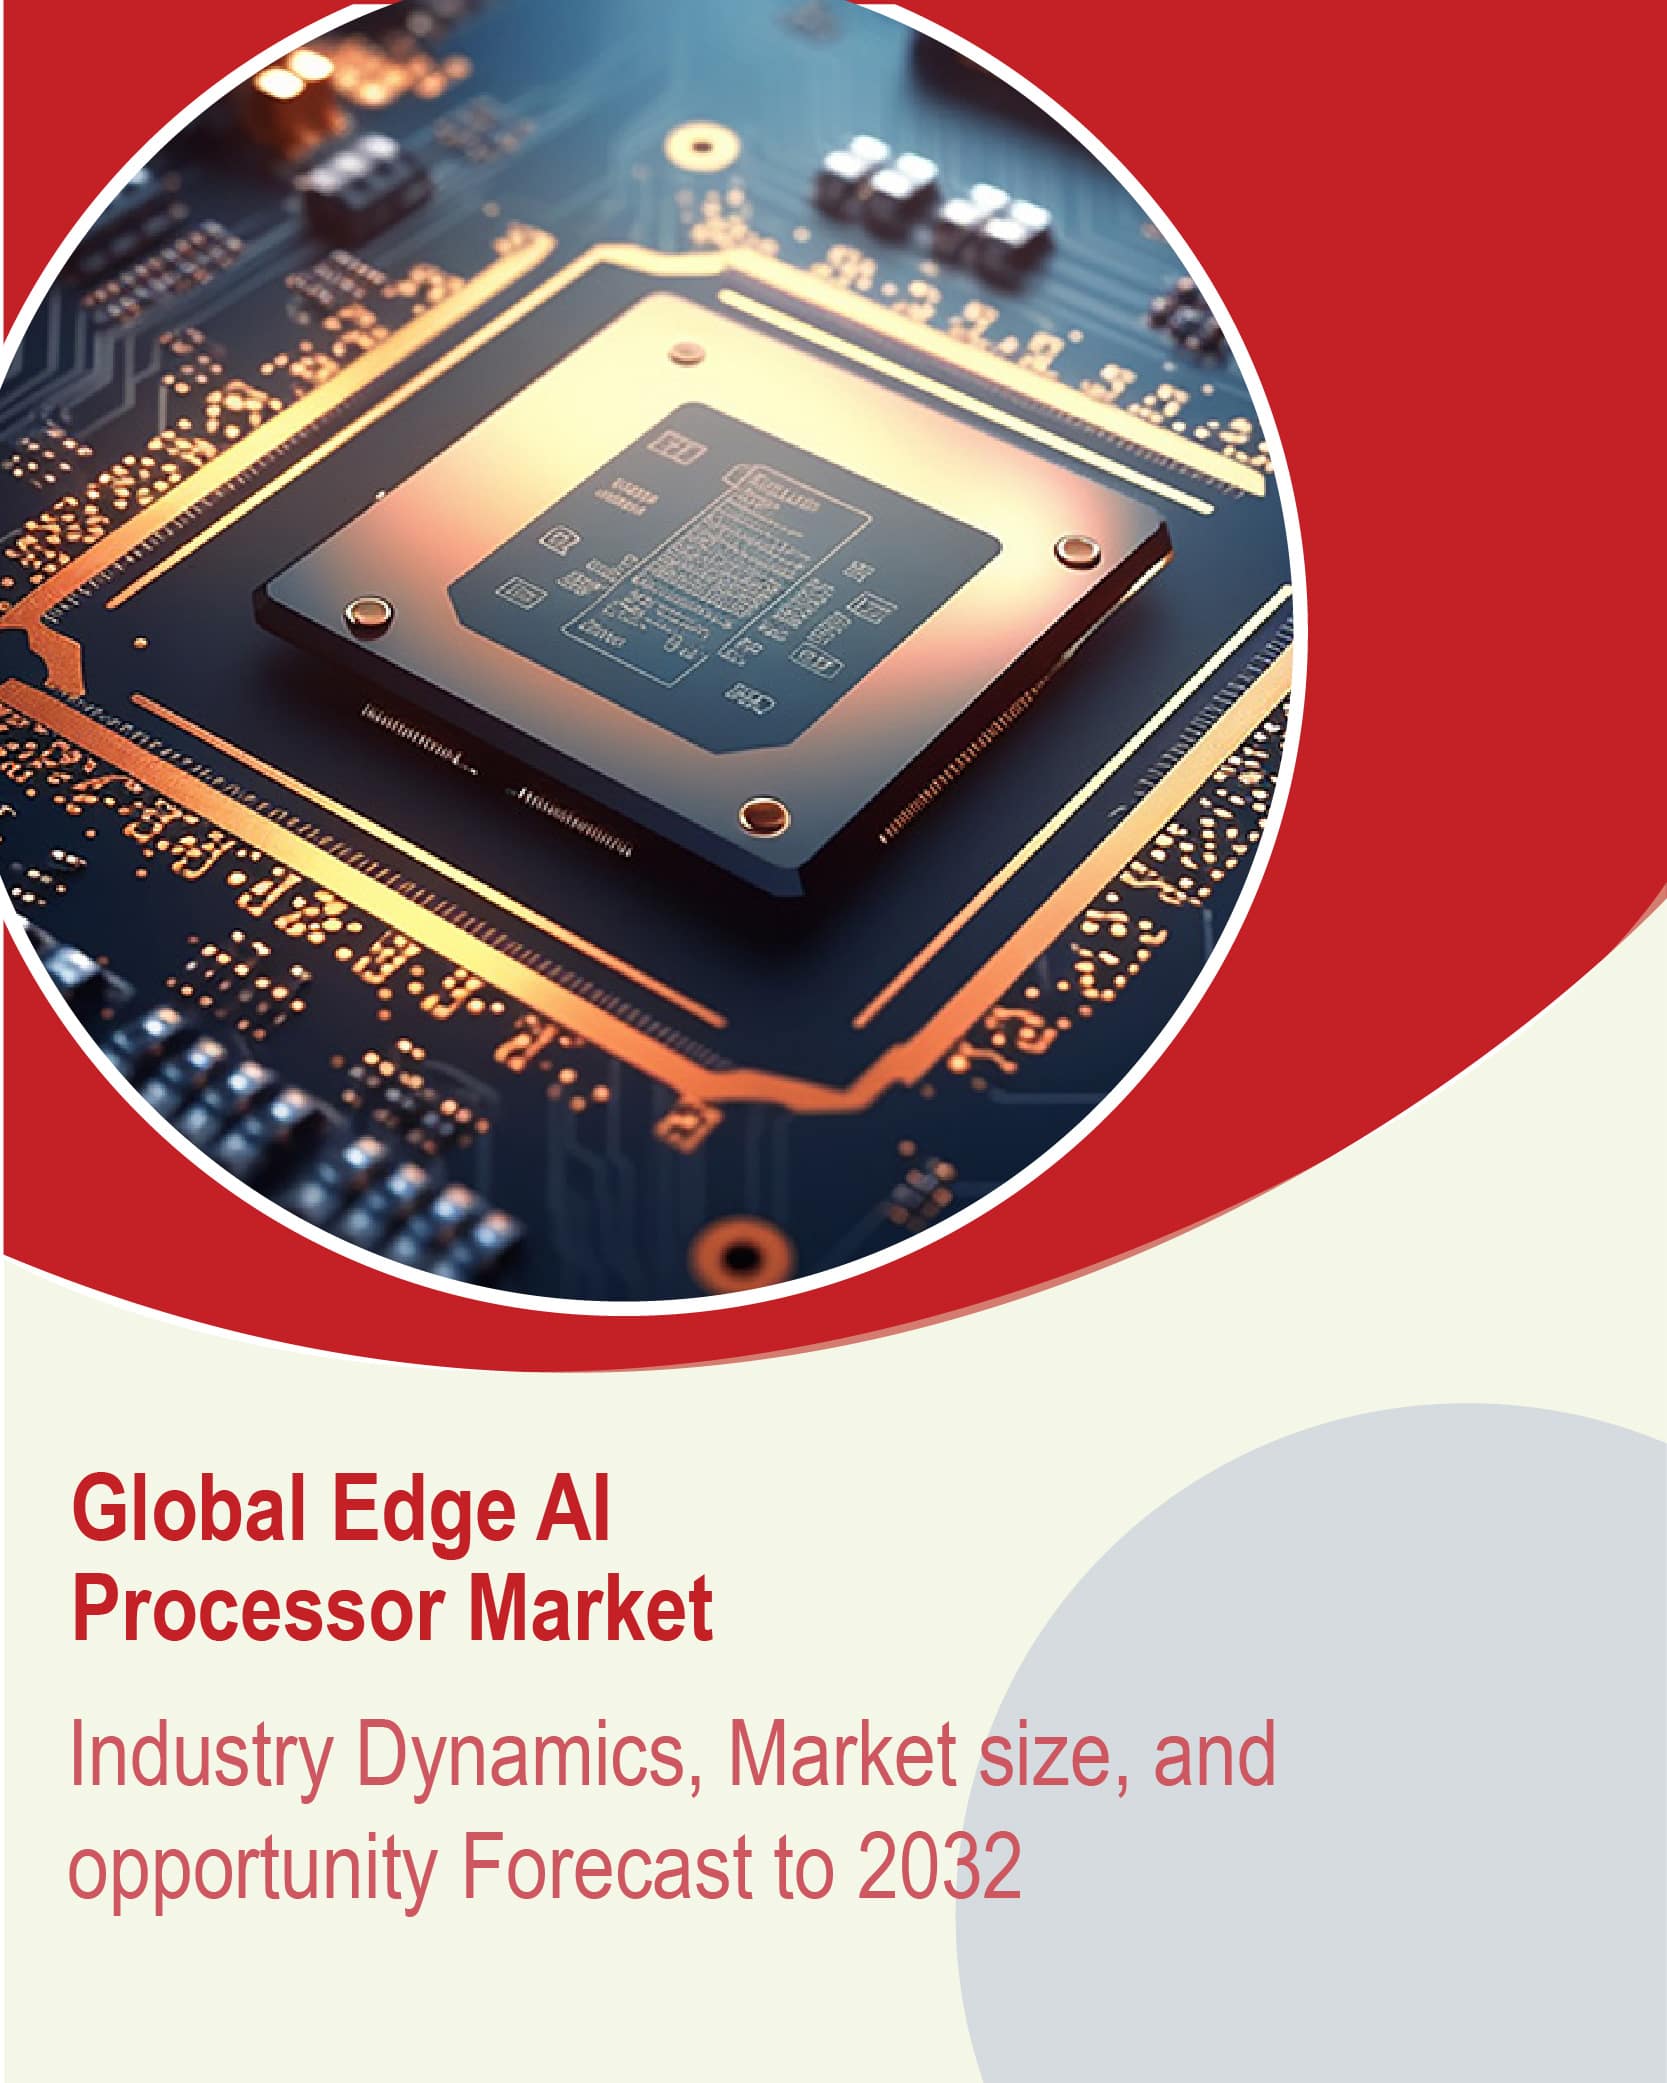 Global Edge AI
Processor Market
Industry Dynamics, Market size, and
opportunity Forecast to 2032